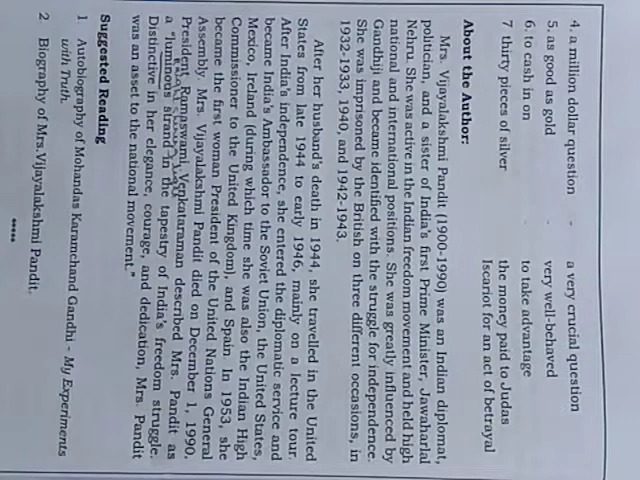 4. a million dollar question - a very crucial question
5. as good as gold - very well-behaved
6. to cash in on - to take advantage
7 thirty pieces of silver the money paid to Judas
Iscariot for an act of betrayal
About the Author:
Mrs. Vijayalakshmi Pandit (1900-1990) was an Indian diplomat,
politician, and a sister of India's first Prime Minister, Jawaharlal
Nehru. She was active in the Indian freedom movement and held high
national and international positions. She was greatly influenced by
Gandhiji and became identified with the struggle for independence.
She was imprisoned by the British on three different occasions, in
1932-1933, 1940, and 1942-1943.
After her husband's death in 1944, she travelled in the United
States from late 1944 to early 1946, mainly on a lecture tour.
After India's independence, she entered the diplomatic service and
became India's Ambassador to the Soviet Union, the United States,
Mexico, Ireland (during which time she was also the Indian High
Commissioner to the United Kingdom), and Spain. In 1953, she
became the first woman President of the United Nations General
Assembly. Mrs. Vijayalakshmi Pandit died on December 1, 1990.
President Ramaswami Venkataraman described Mrs. Pandit as
a "luminous strand in the tapestry of India's freedom struggle.
Distinctive in her elegance, courage, and dedication, Mrs. Pandit
was an asset to the national movement."
Suggested Reading
1 Autobiography of Mohandas Karamchand Gandhi - My Experiments
with Truth.
2 Biography of Mrs.Vijayalakshmi Pandit.
*****